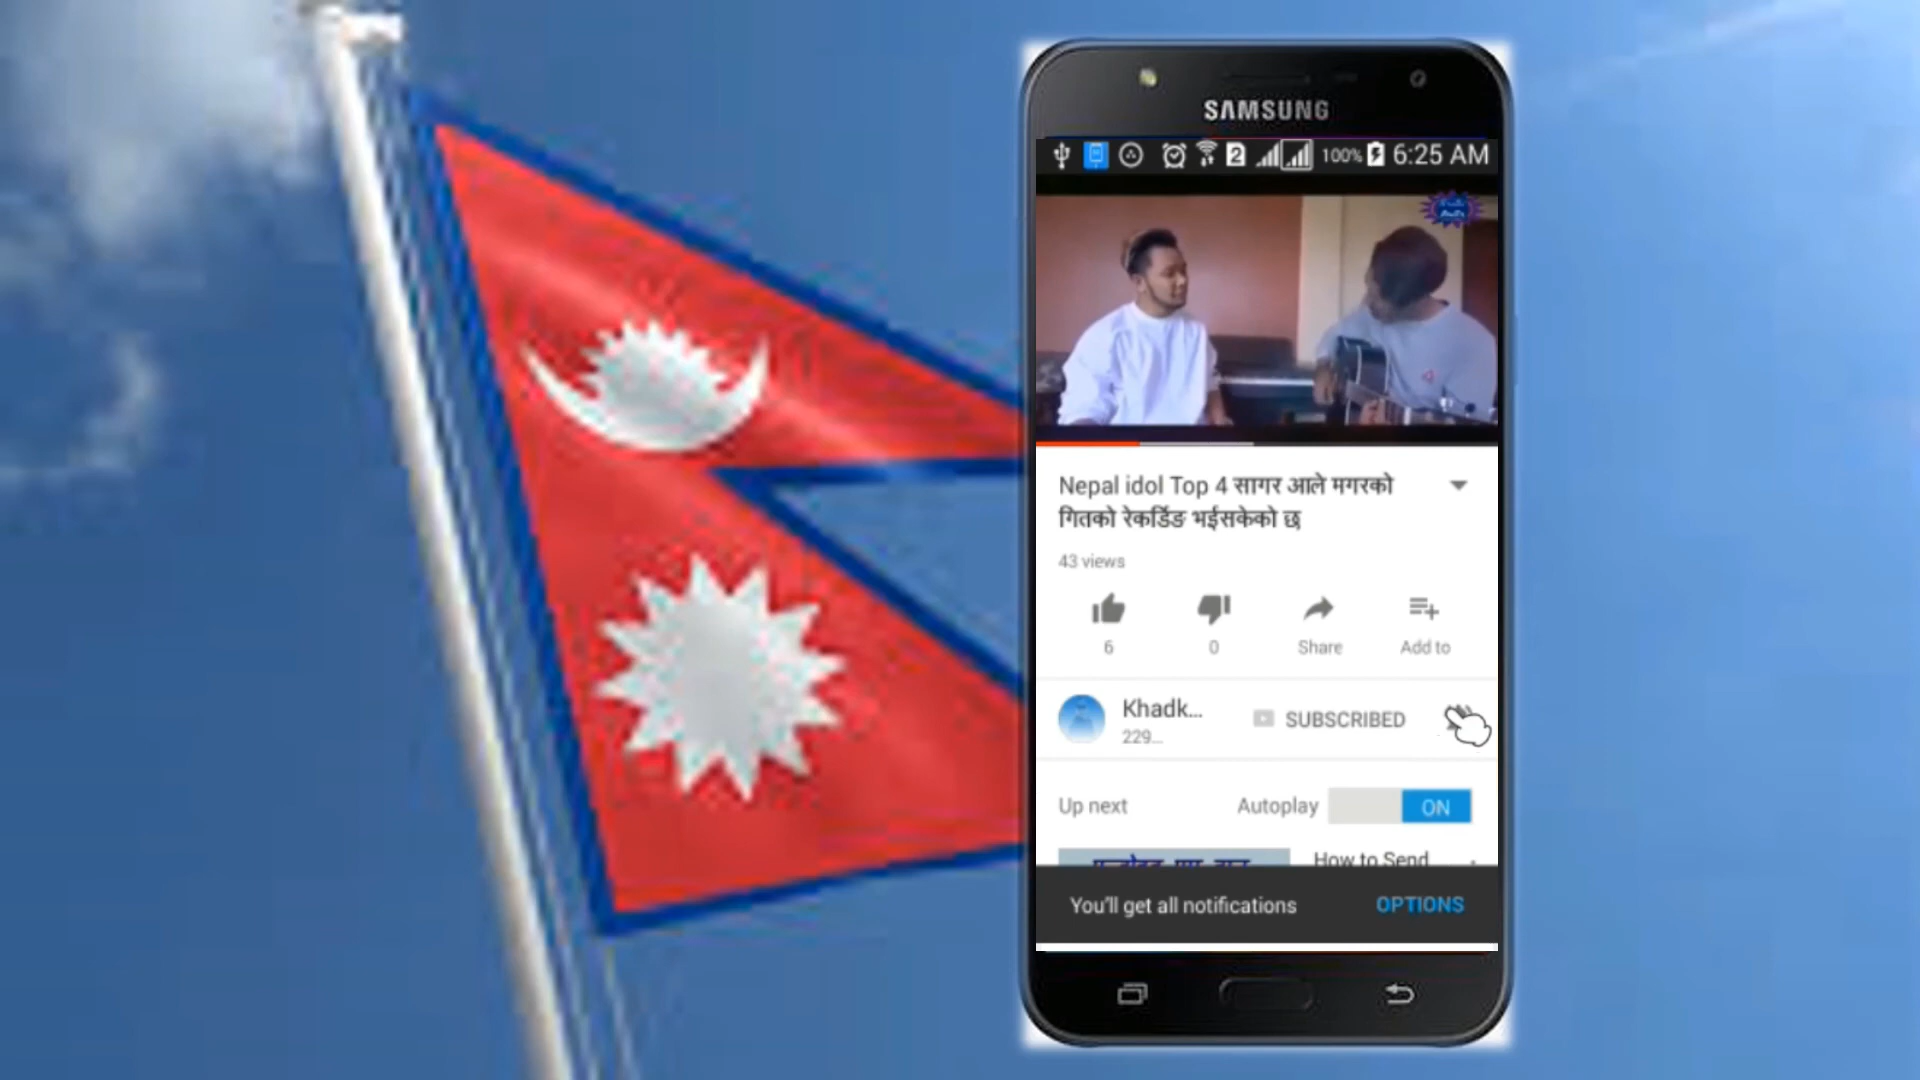 SAMSUNG
2 100% 6:25 AM
Nepal idol Top 4 सागर आले मगरको
गितको रेकर्डिङ भईसकेको छ
43 views
6 0 Share Add to
Khadk... SUBSCRIBED
229...
Up next Autoplay ON
How to Send
You'll get all notifications OPTIONS